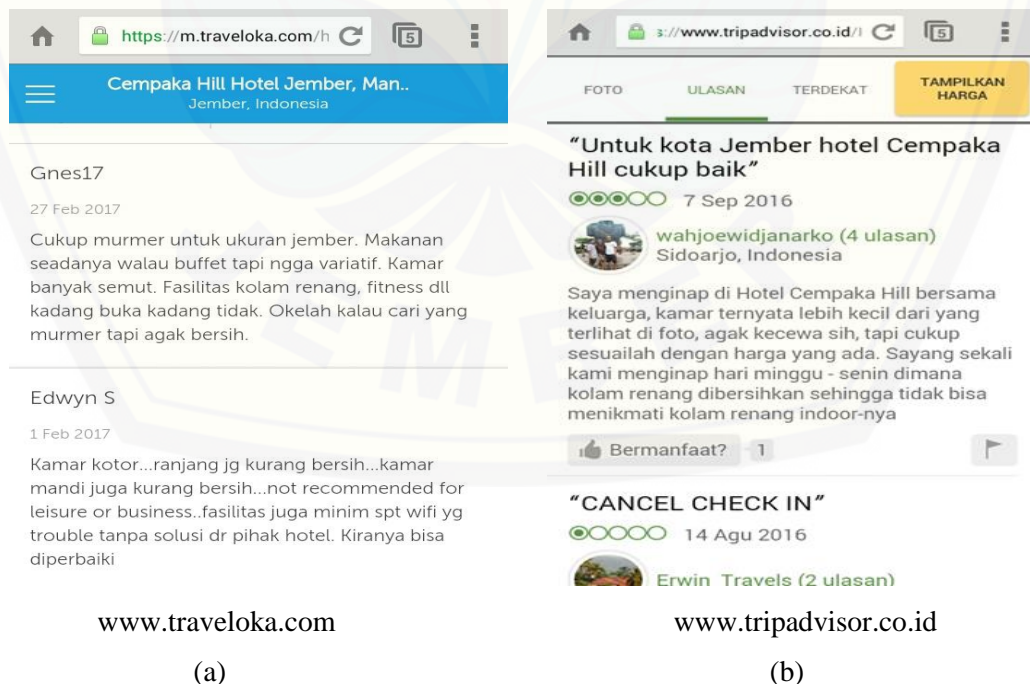 https://m.traveloka.com/h
5
Cempaka Hill Hotel Jember, Man..
Jember, Indonesia
Gnes17
27 Feb 2017
Cukup murmer untuk ukuran jember. Makanan
seadanya walau buffet tapi ngga variatif. Kamar
banyak semut. Fasilitas kolam renang, fitness dll
kadang buka kadang tidak. Okelah kalau cari yang
murmer tapi agak bersih.
Edwyn S
1 Feb 2017
Kamar kotor...ranjang jg kurang bersih...kamar
mandi juga kurang bersih...not recommended for
leisure or business..fasilitas juga minim spt wifi yg
trouble tanpa solusi dr pihak hotel. Kiranya bisa
diperbaiki
www.traveloka.com
(a)
s://www.tripadvisor.co.id/l
5
FOTO
ULASAN
TERDEKAT
TAMPILKAN
HARGA
“Untuk kota Jember hotel Cempaka
Hill cukup baik”
7 Sep 2016
wahjoewidjanarko (4 ulasan)
Sidoarjo, Indonesia
Saya menginap di Hotel Cempaka Hill bersama
keluarga, kamar ternyata lebih kecil dari yang
terlihat di foto, agak kecewa sih, tapi cukup
sesuailah dengan harga yang ada. Sayang sekali
kami menginap hari minggu - senin dimana
kolam renang dibersihkan sehingga tidak bisa
menikmati kolam renang indoor-nya
Bermanfaat? 1
“CANCEL CHECK IN”
14 Agu 2016
Erwin_Travels (2 ulasan)
www.tripadvisor.co.id
(b)